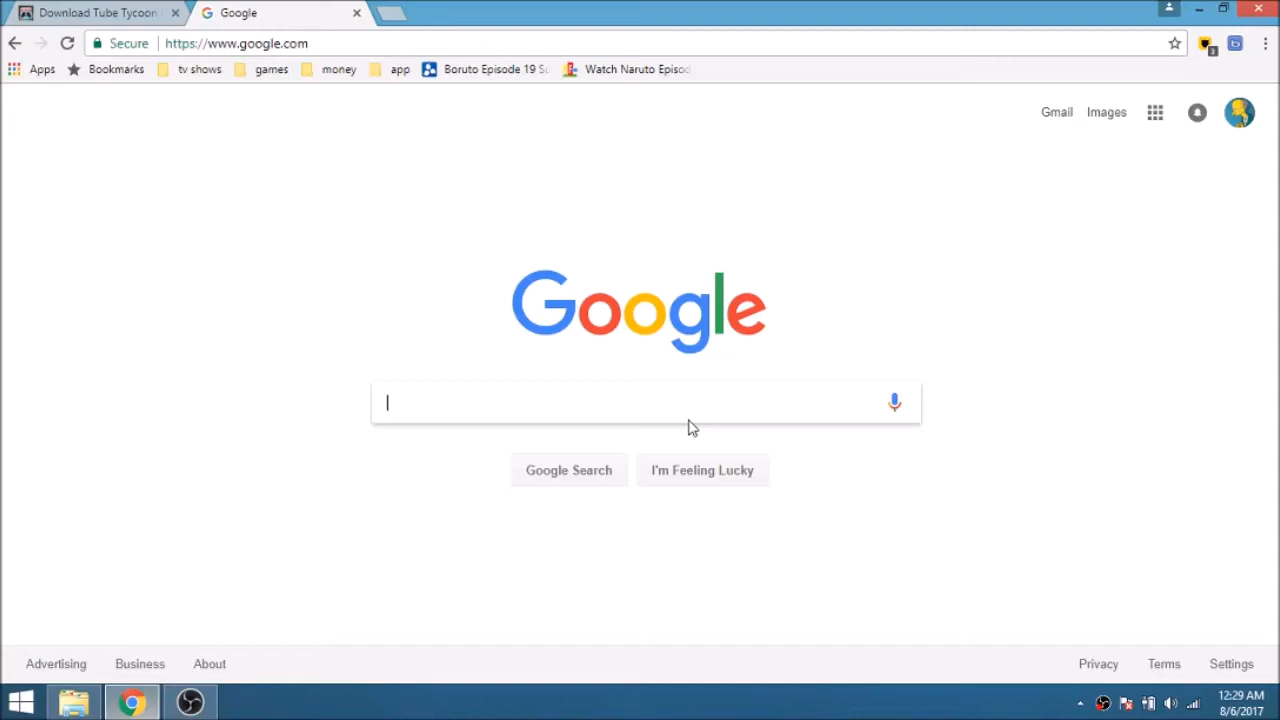 Download Tube Tycoon
Google
Secure
https://www.google.com
3
Apps
Bookmarks
tv shows
games
money
app
Boruto Episode 19 Su
Watch Naruto Episod
Gmail
Images
Google
Google Search
I'm Feeling Lucky
Advertising
Business
About
Privacy
Terms
Settings
12:29 AM
8/6/2017